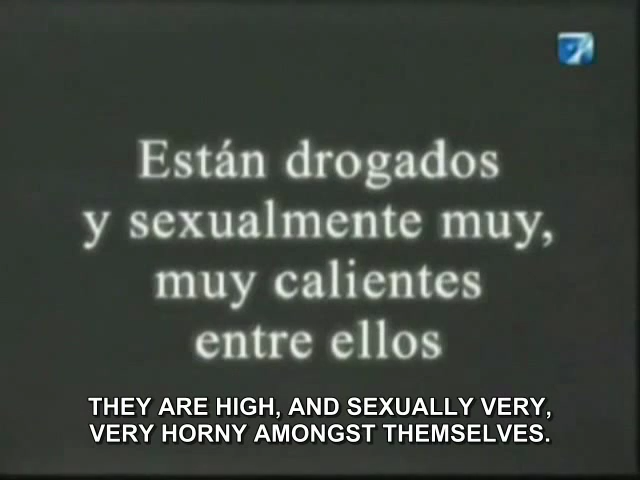 Están drogados
y sexualmente muy,
muy calientes
entre ellos
THEY ARE HIGH, AND SEXUALLY VERY,
VERY HORNY AMONGST THEMSELVES.